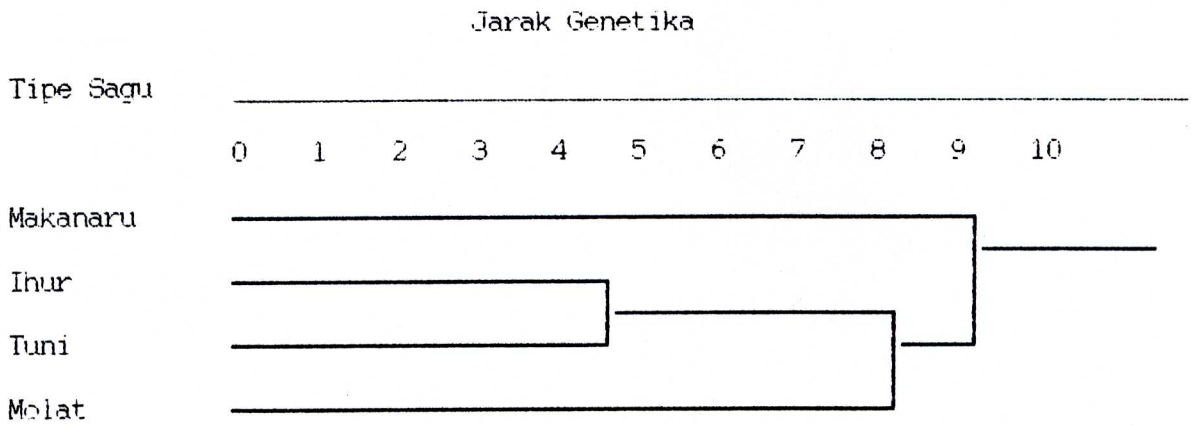 Jarak Genetika
Tipe Sagu
0 1 2 3 4 5 6 7 8 9 10
Makanaru
Ihur
Tuni
Molat